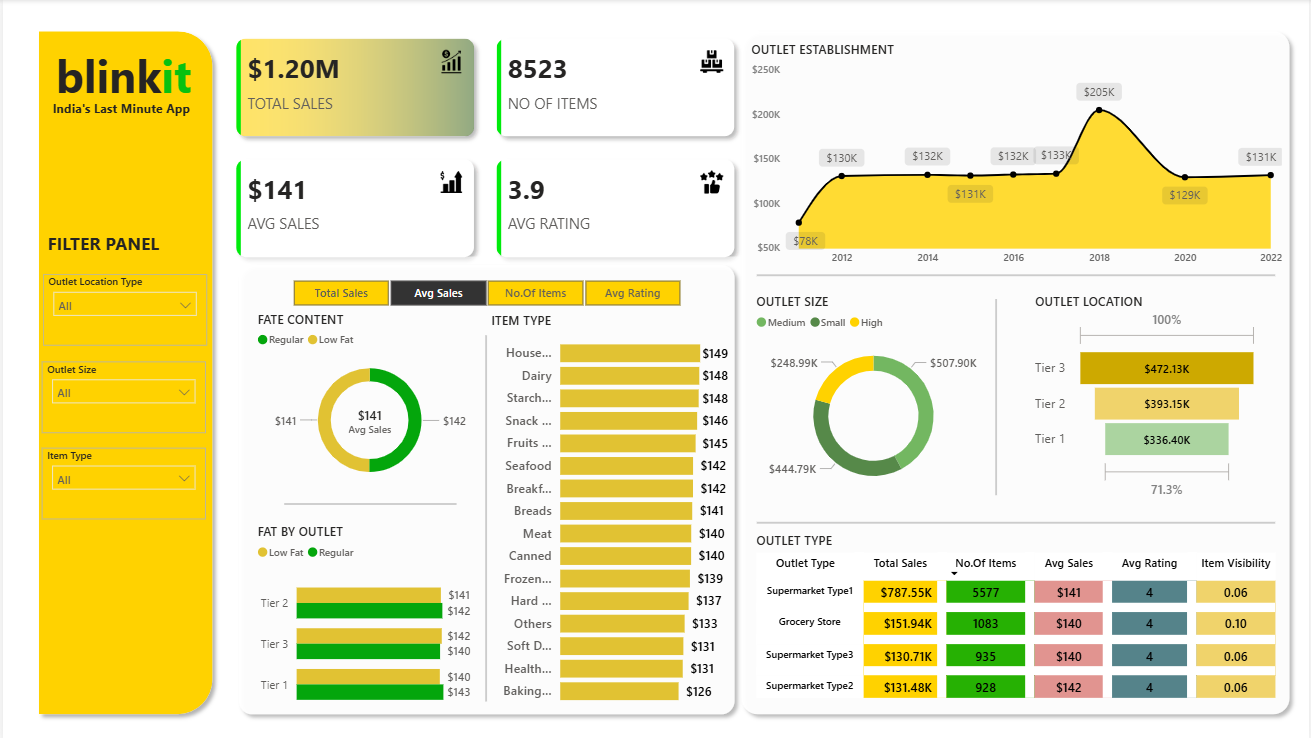 blinkit
India's Last Minute App
FILTER PANEL
Outlet Location Type
All
Outlet Size
All
Item Type
All
$1.20M
TOTAL SALES
8523
NO OF ITEMS
$141
AVG SALES
3.9
AVG RATING
Total Sales Avg Sales No.Of Items Avg Rating
FATE CONTENT
Regular Low Fat
$141
$141
Avg Sales
$142
FAT BY OUTLET
Low Fat Regular
Tier 2 $141
$142
Tier 3 $142
$140
Tier 1 $140
$143
ITEM TYPE
House... $149
Dairy $148
Starch... $148
Snack ... $146
Fruits ... $145
Seafood $142
Breakf... $142
Breads $141
Meat $140
Canned $140
Frozen... $139
Hard ... $137
Others $133
Soft D... $131
Health... $131
Baking... $126
OUTLET ESTABLISHMENT
$250K
$200K
$150K
$100K
$50K
$78K
$130K
$132K
$131K
$132K
$133K
$205K
$129K
$131K
2012 2014 2016 2018 2020 2022
OUTLET SIZE
Medium Small High
$248.99K
$507.90K
$444.79K
OUTLET LOCATION
100%
Tier 3 $472.13K
Tier 2 $393.15K
Tier 1 $336.40K
71.3%
OUTLET TYPE
Outlet Type Total Sales No.Of Items Avg Sales Avg Rating Item Visibility
Supermarket Type1 $787.55K 5577 $141 4 0.06
Grocery Store $151.94K 1083 $140 4 0.10
Supermarket Type3 $130.71K 935 $140 4 0.06
Supermarket Type2 $131.48K 928 $142 4 0.06